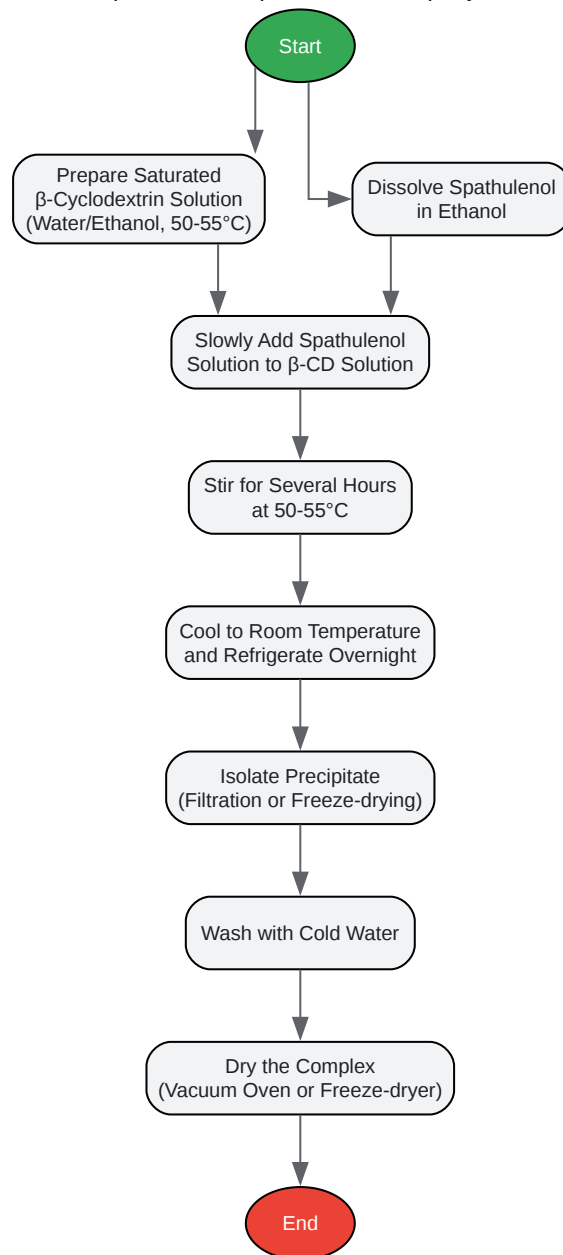 Start
Prepare Saturated
β-Cyclodextrin Solution
(Water/Ethanol, 50-55°C)
Dissolve Spathulenol
in Ethanol
Slowly Add Spathulenol
Solution to β-CD Solution
Stir for Several Hours
at 50-55°C
Cool to Room Temperature
and Refrigerate Overnight
Isolate Precipitate
(Filtration or Freeze-drying)
Wash with Cold Water
Dry the Complex
(Vacuum Oven or Freeze-dryer)
End